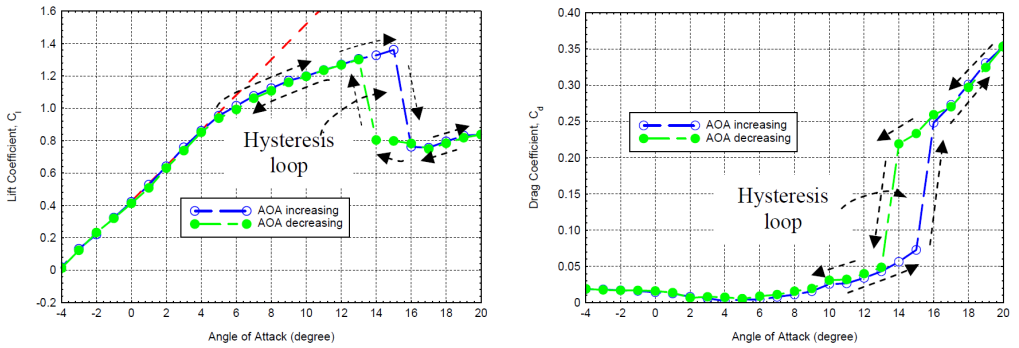 Lift Coefficient, Cl
1.6
1.4
1.2
1.0
0.8
0.6
0.4
0.2
0
-0.2
Hysteresis
loop
AOA increasing
AOA decreasing
-4 -2 0 2 4 6 8 10 12 14 16 18 20
Angle of Attack (degree)
Drag Coefficient, Cd
0.40
0.35
0.30
0.25
0.20
0.15
0.10
0.05
0
AOA increasing
AOA decreasing
Hysteresis
loop
-4 -2 0 2 4 6 8 10 12 14 16 18 20
Angle of Attack (degree)